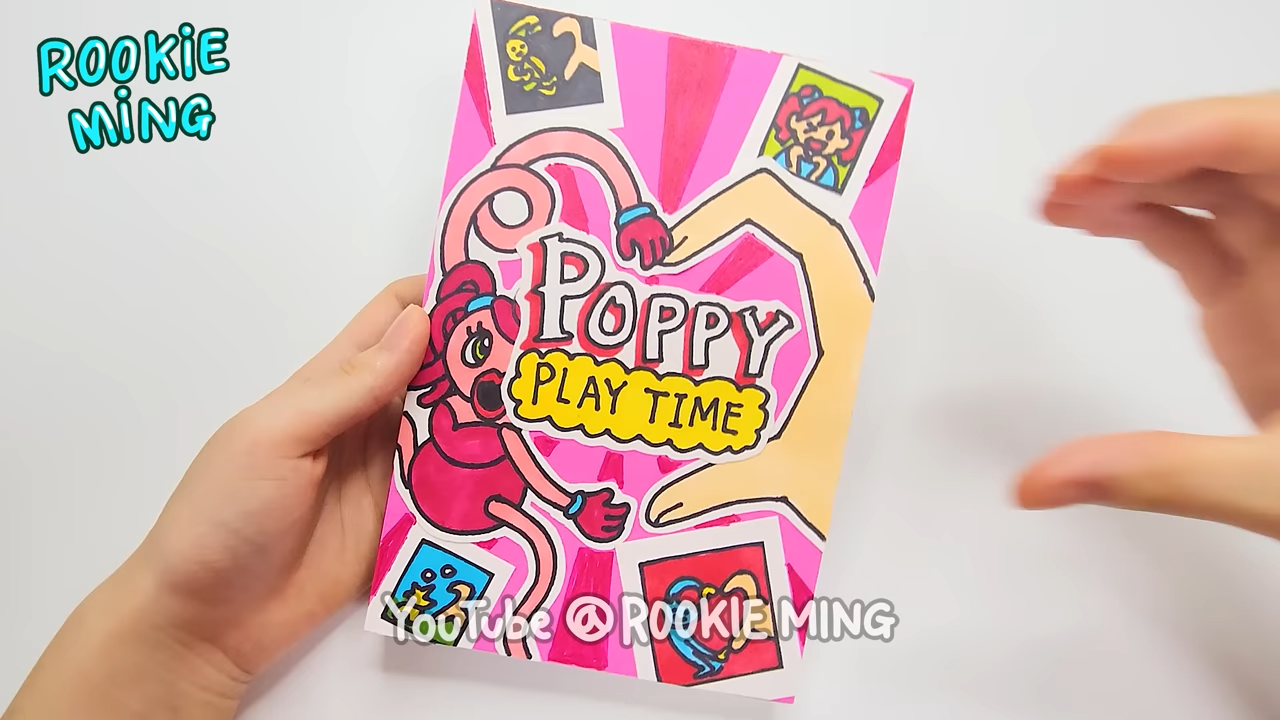 ROOKiE
MiNG
POPPY
PLAY TIME
YouTube @ ROOKIE MING